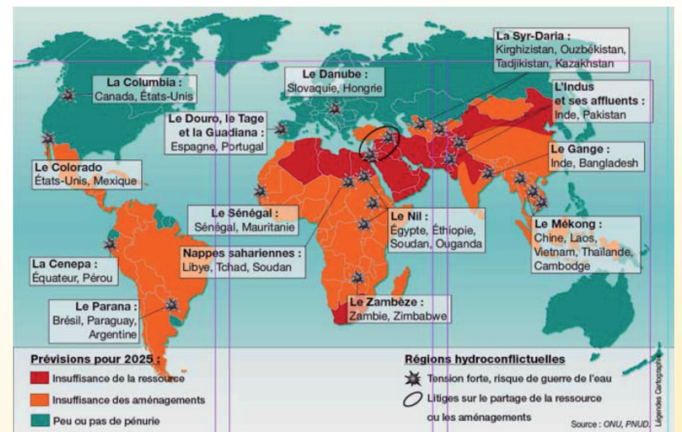 La Syr-Daria :
Kirghizistan, Ouzbékistan,
Tadjikistan, Kazakhstan
La Columbia :
Canada, États-Unis
Le Danube :
Slovaquie, Hongrie
L'Indus
et ses affluents :
Inde, Pakistan
Le Douro, le Tage
et la Guadiana :
Espagne, Portugal
Le Gange :
Inde, Bangladesh
Le Colorado
États-Unis, Mexique
Le Sénégal :
Sénégal, Mauritanie
Le Nil :
Égypte, Éthiopie,
Soudan, Ouganda
Le Mékong :
Chine, Laos,
Vietnam, Thaïlande,
Cambodge
Nappes sahariennes :
Libye, Tchad, Soudan
La Cenepa :
Équateur, Pérou
Le Parana :
Brésil, Paraguay,
Argentine
Le Zambèze :
Zambie, Zimbabwe
Prévisions pour 2025 :
Insuffisance de la ressource
Insuffisance des aménagements
Peu ou pas de pénurie
Régions hydroconflictuelles
Tension forte, risque de guerre de l'eau
Litiges sur le partage de la ressource
ou les aménagements
Source : ONU, PNUD.
Légendes Cartographie